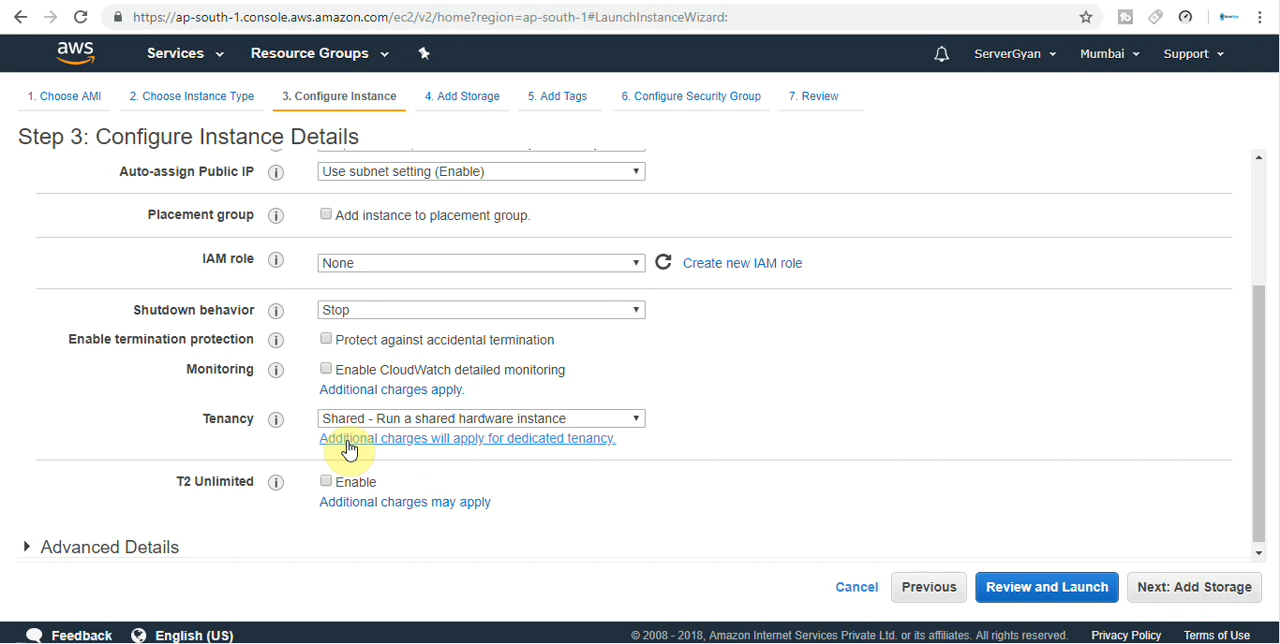 https://ap-south-1.console.aws.amazon.com/ec2/v2/home?region=ap-south-1#LaunchInstanceWizard:
aws Services Resource Groups ServerGyan Mumbai Support
1. Choose AMI 2. Choose Instance Type 3. Configure Instance 4. Add Storage 5. Add Tags 6. Configure Security Group 7. Review
Step 3: Configure Instance Details
Auto-assign Public IP i Use subnet setting (Enable)
Placement group i Add instance to placement group.
IAM role i None Create new IAM role
Shutdown behavior i Stop
Enable termination protection i Protect against accidental termination
Monitoring i Enable CloudWatch detailed monitoring
Additional charges apply.
Tenancy i Shared - Run a shared hardware instance
Additional charges will apply for dedicated tenancy.
T2 Unlimited i Enable
Additional charges may apply
Advanced Details
Cancel Previous Review and Launch Next: Add Storage
Feedback English (US) © 2008 - 2018, Amazon Internet Services Private Ltd. or its affiliates. All rights reserved. Privacy Policy Terms of Use